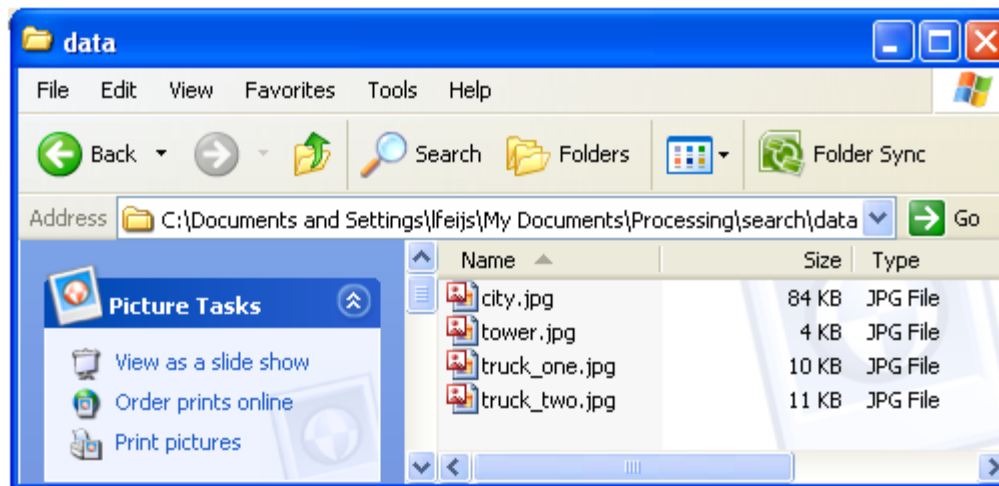 data
File Edit View Favorites Tools Help
Back Search Folders Folder Sync
Address C:\Documents and Settings\lfeijs\My Documents\Processing\search\data Go
Name Size Type
Picture Tasks
city.jpg 84 KB JPG File
tower.jpg 4 KB JPG File
truck_one.jpg 10 KB JPG File
truck_two.jpg 11 KB JPG File
View as a slide show
Order prints online
Print pictures